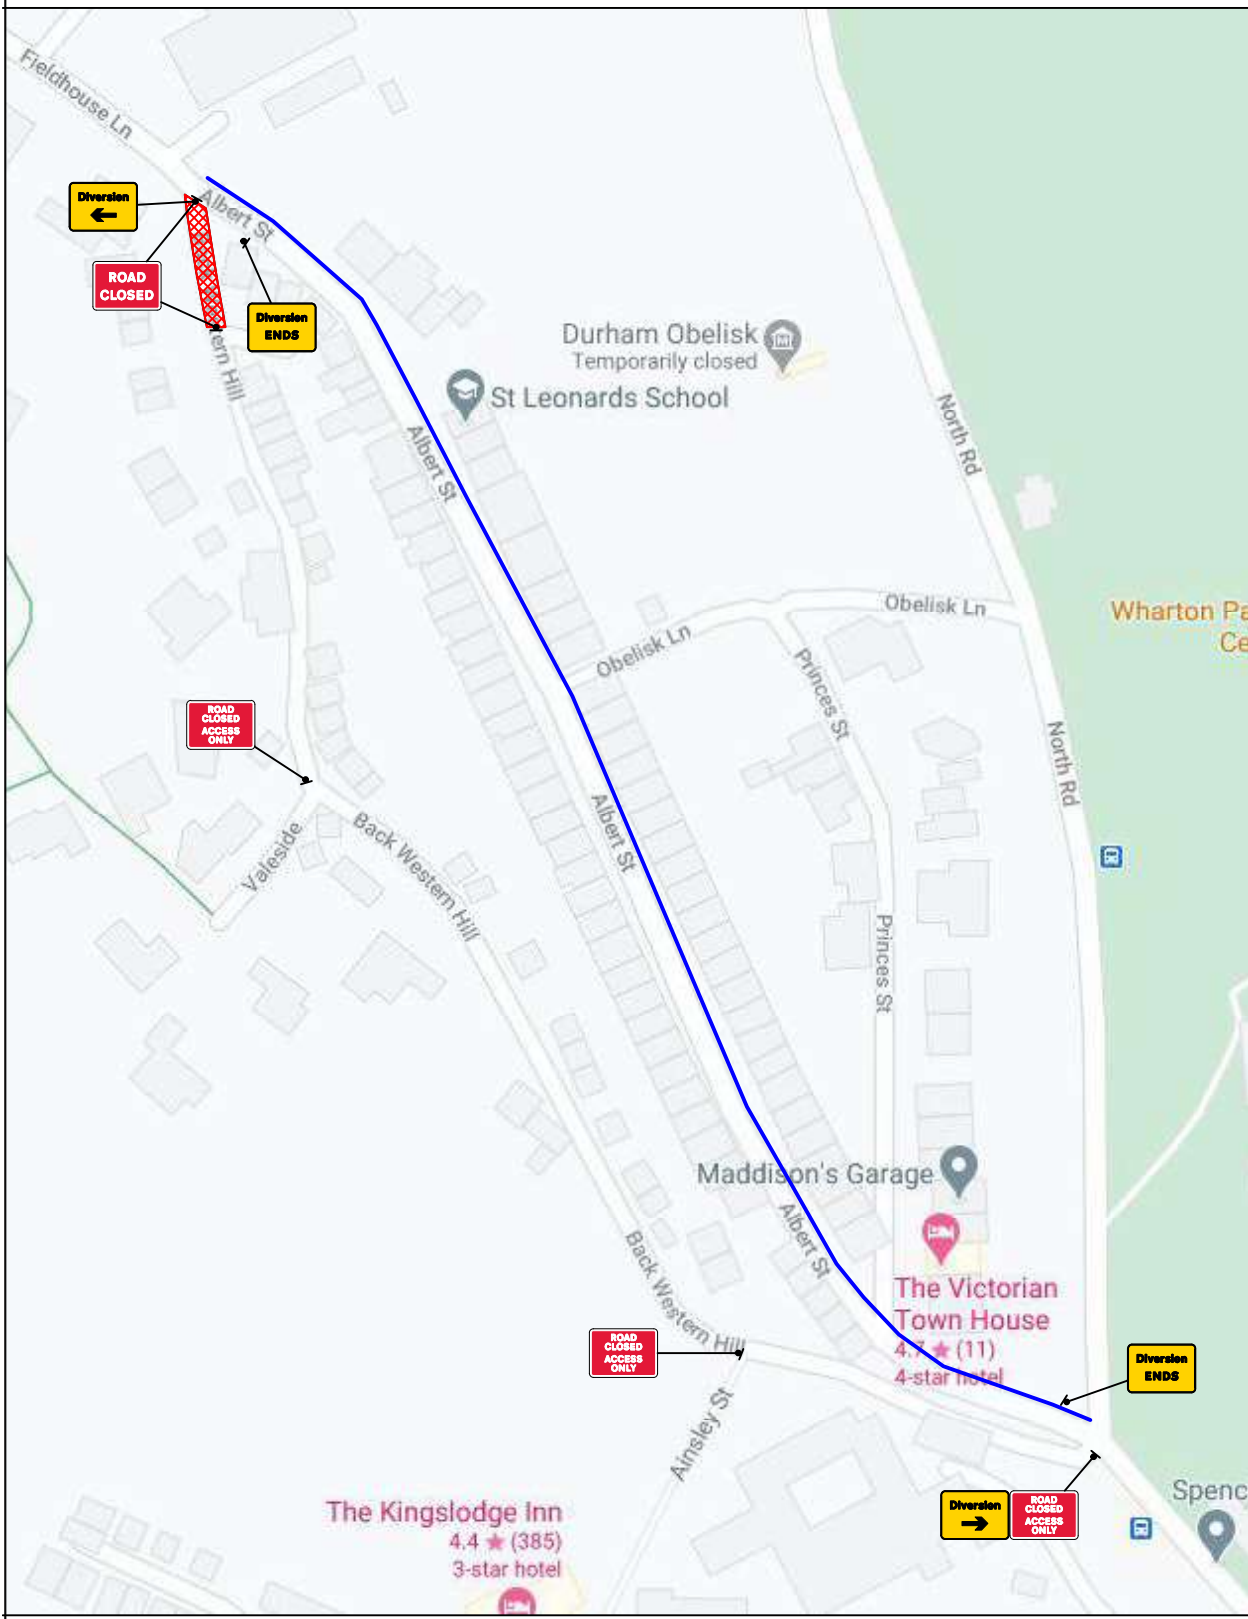 Fieldhouse Ln
Diversion
Albert St
ROAD
CLOSED
Diversion
ENDS
tern Hill
Durham Obelisk
Temporarily closed
St Leonards School
North Rd
Albert St
Obelisk Ln
Wharton Pa
Ce
Obelisk Ln
Princes St
ROAD
CLOSED
ACCESS
ONLY
North Rd
Albert St
Back Western Hill
Valeside
Princes St
Maddison's Garage
Albert St
Back Western Hill
The Victorian
Town House
4.7 ★ (11)
4-star hotel
ROAD
CLOSED
ACCESS
ONLY
Diversion
ENDS
Ainsley St
Diversion
ROAD
CLOSED
ACCESS
ONLY
Spenc
The Kingslodge Inn
4.4 ★ (385)
3-star hotel